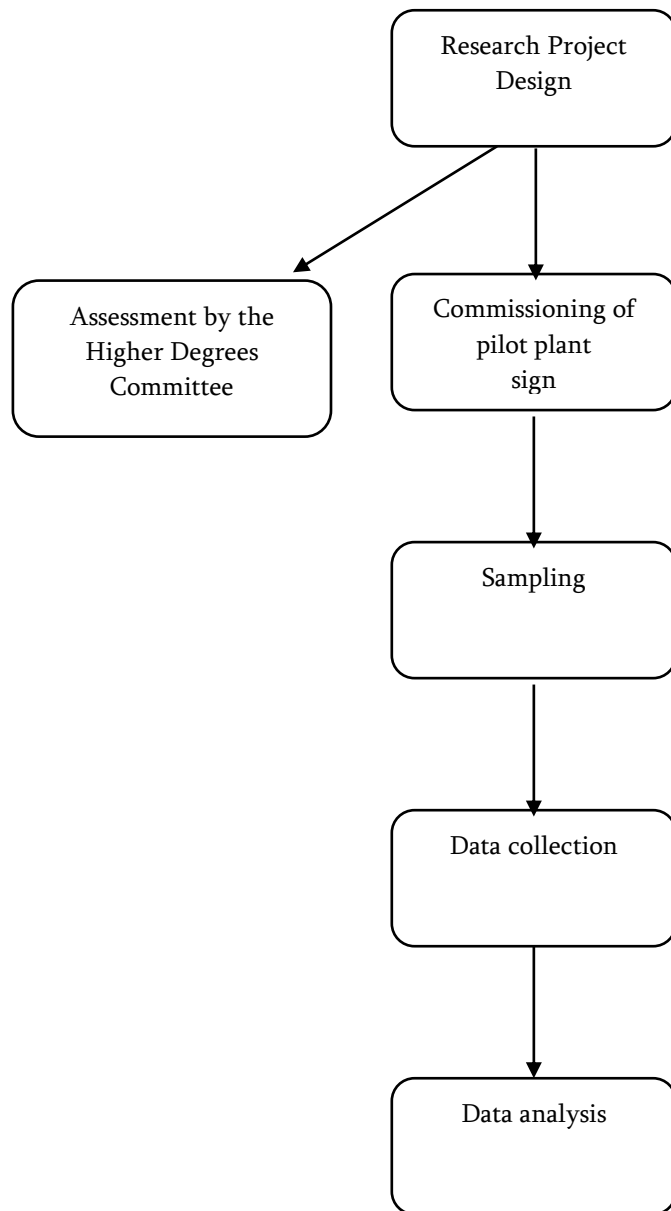 Research Project
Design
Assessment by the
Higher Degrees
Committee
Commissioning of
pilot plant
sign
Sampling
Data collection
Data analysis